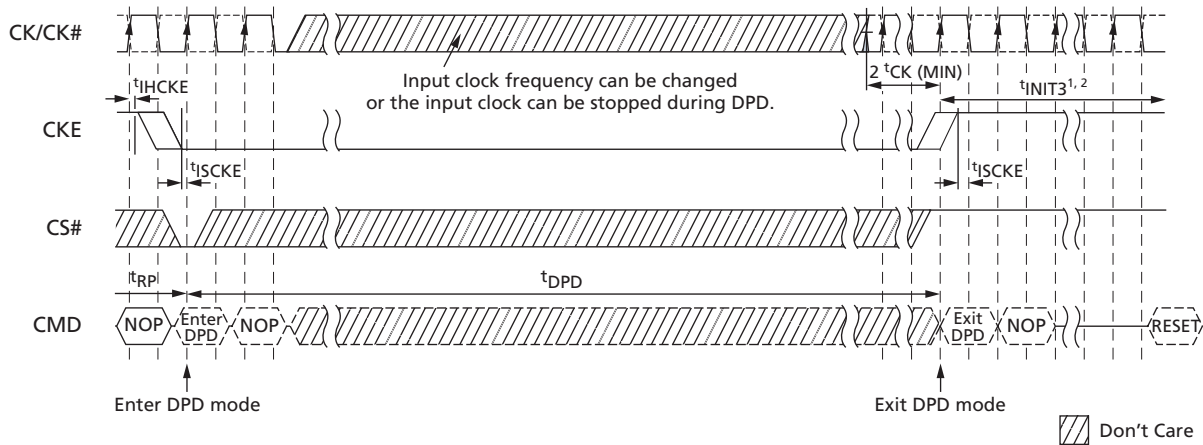 CK/CK#
Input clock frequency can be changed
or the input clock can be stopped during DPD.
2 tCK (MIN)
tINIT31, 2
tIHCKE
CKE
tISCKE
tISCKE
CS#
tRP
tDPD
CMD
NOP
Enter
DPD
NOP
Exit
DPD
NOP
RESET
Enter DPD mode
Exit DPD mode
Don't Care